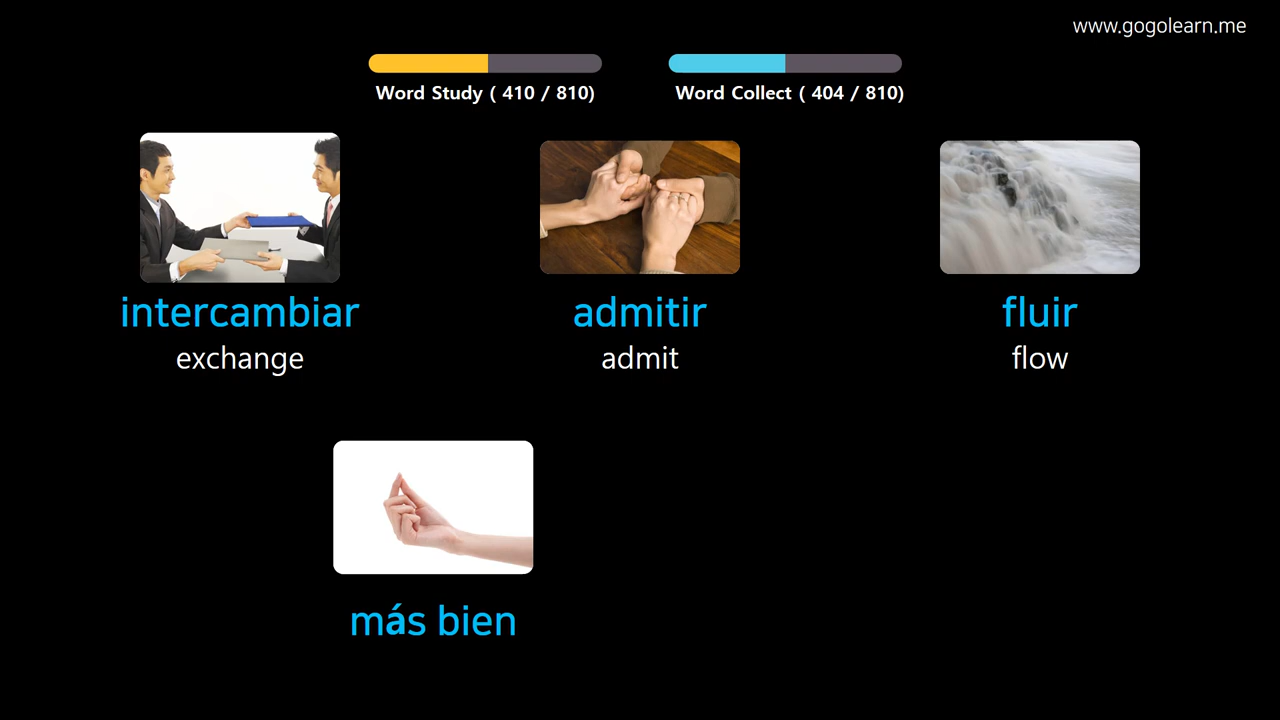 www.gogolearn.me
Word Study ( 410 / 810)
Word Collect ( 404 / 810)
intercambiar
exchange
admitir
admit
fluir
flow
más bien